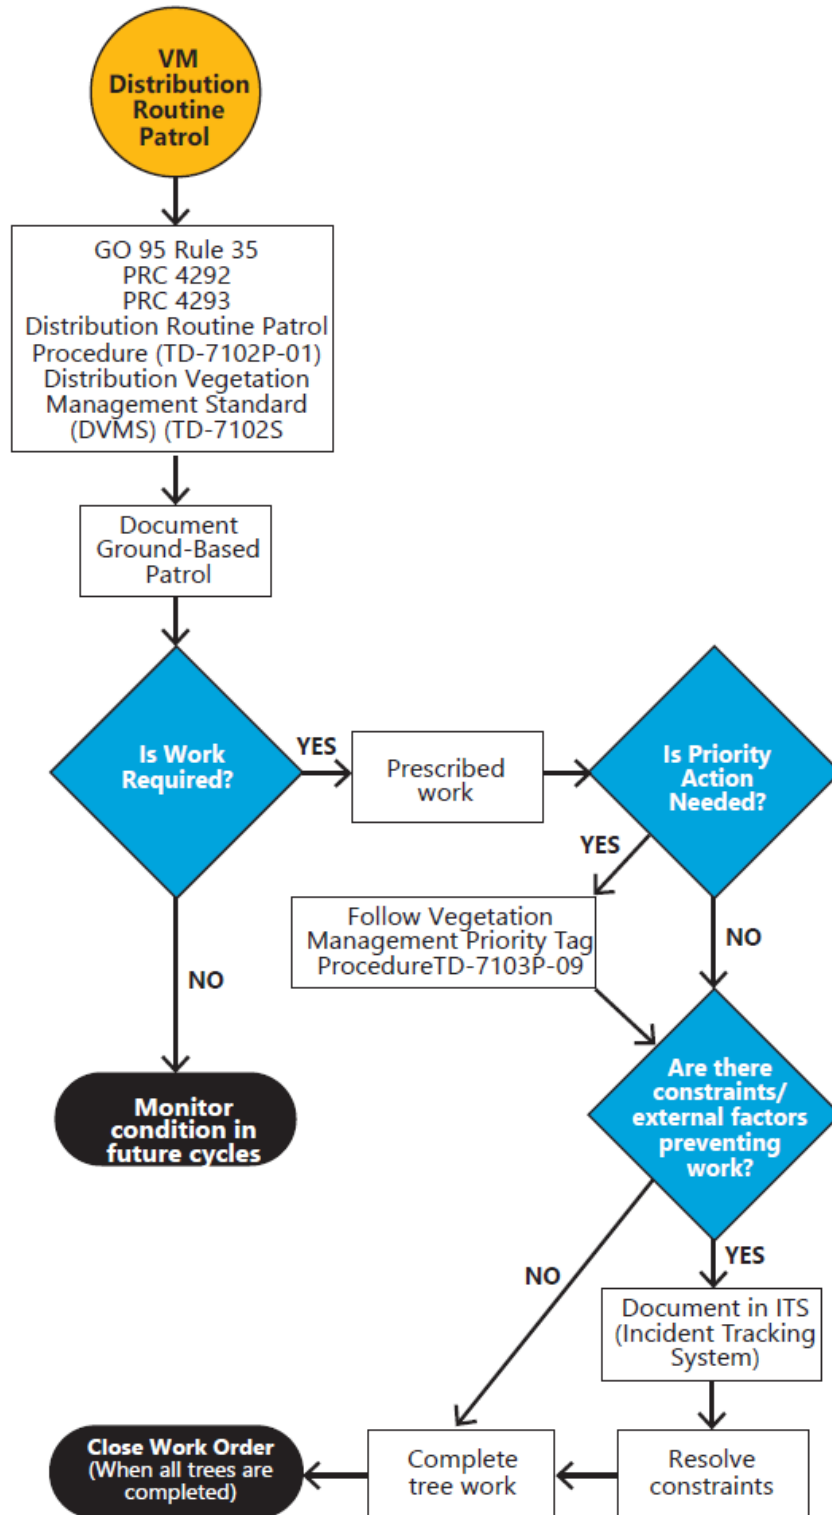 VM
Distribution
Routine
Patrol
GO 95 Rule 35
PRC 4292
PRC 4293
Distribution Routine Patrol
Procedure (TD-7102P-01)
Distribution Vegetation
Management Standard
(DVMS) (TD-7102S
Document
Ground-Based
Patrol
Is Work
Required?
YES
Prescribed
work
Is Priority
Action
Needed?
YES
Follow Vegetation
Management Priority Tag
ProcedureTD-7103P-09
NO
NO
Monitor
condition in
future cycles
Are there
constraints/
external factors
preventing
work?
NO
YES
Document in ITS
(Incident Tracking
System)
Close Work Order
(When all trees are
completed)
Complete
tree work
Resolve
constraints